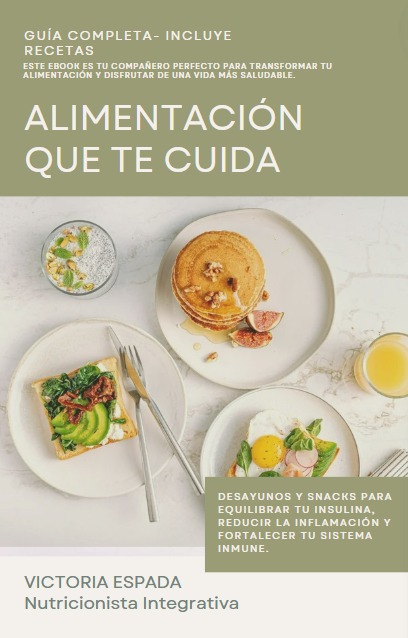 GUÍA COMPLETA- INCLUYE
RECETAS
ESTE EBOOK ES TU COMPAÑERO PERFECTO PARA TRANSFORMAR TU
ALIMENTACIÓN Y DISFRUTAR DE UNA VIDA MÁS SALUDABLE.
ALIMENTACIÓN
QUE TE CUIDA
DESAYUNOS Y SNACKS PARA
EQUILIBRAR TU INSULINA,
REDUCIR LA INFLAMACIÓN Y
FORTALECER TU SISTEMA
INMUNE.
VICTORIA ESPADA
Nutricionista Integrativa